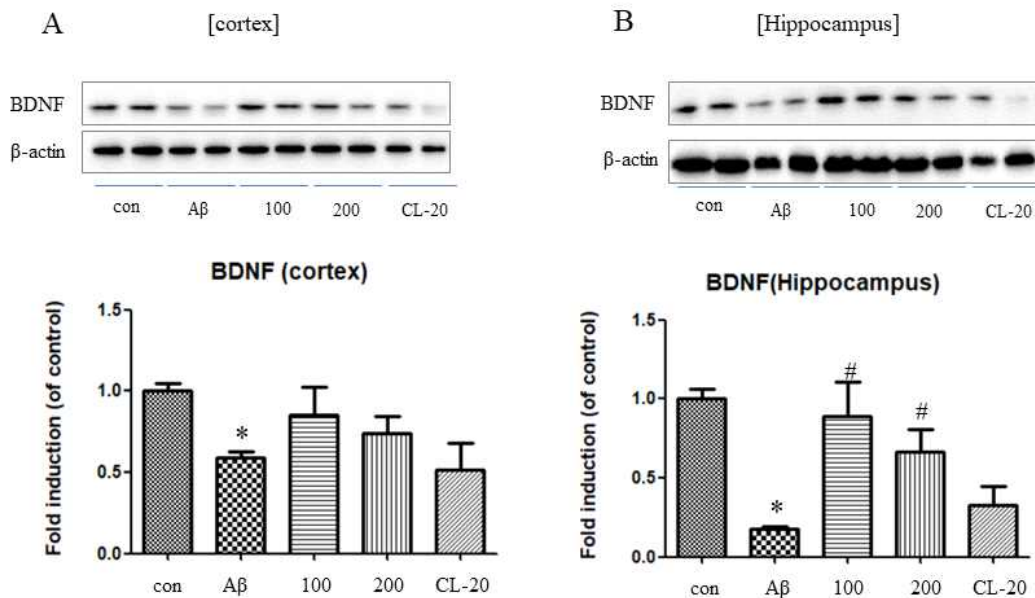 A
[cortex]
BDNF
β-actin
con Aβ 100 200 CL-20
BDNF (cortex)
Fold induction (of control)
1.5
1.0
0.5
0.0
*
con Aβ 100 200 CL-20
B
[Hippocampus]
BDNF
β-actin
con Aβ 100 200 CL-20
BDNF(Hippocampus)
Fold induction (of control)
1.5
1.0
0.5
0.0
* # #
con Aβ 100 200 CL-20